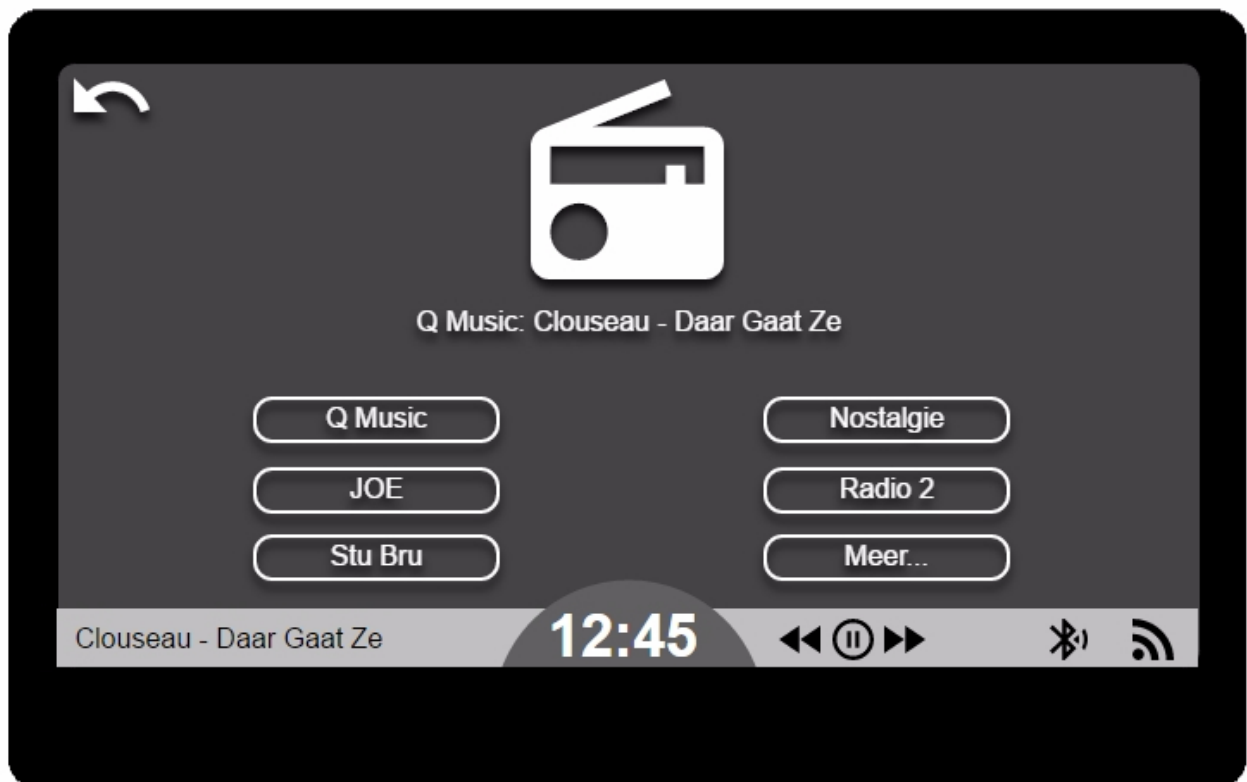 Q Music: Clouseau - Daar Gaat Ze
Q Music
Nostalgie
JOE
Radio 2
Stu Bru
Meer...
Clouseau - Daar Gaat Ze
12:45